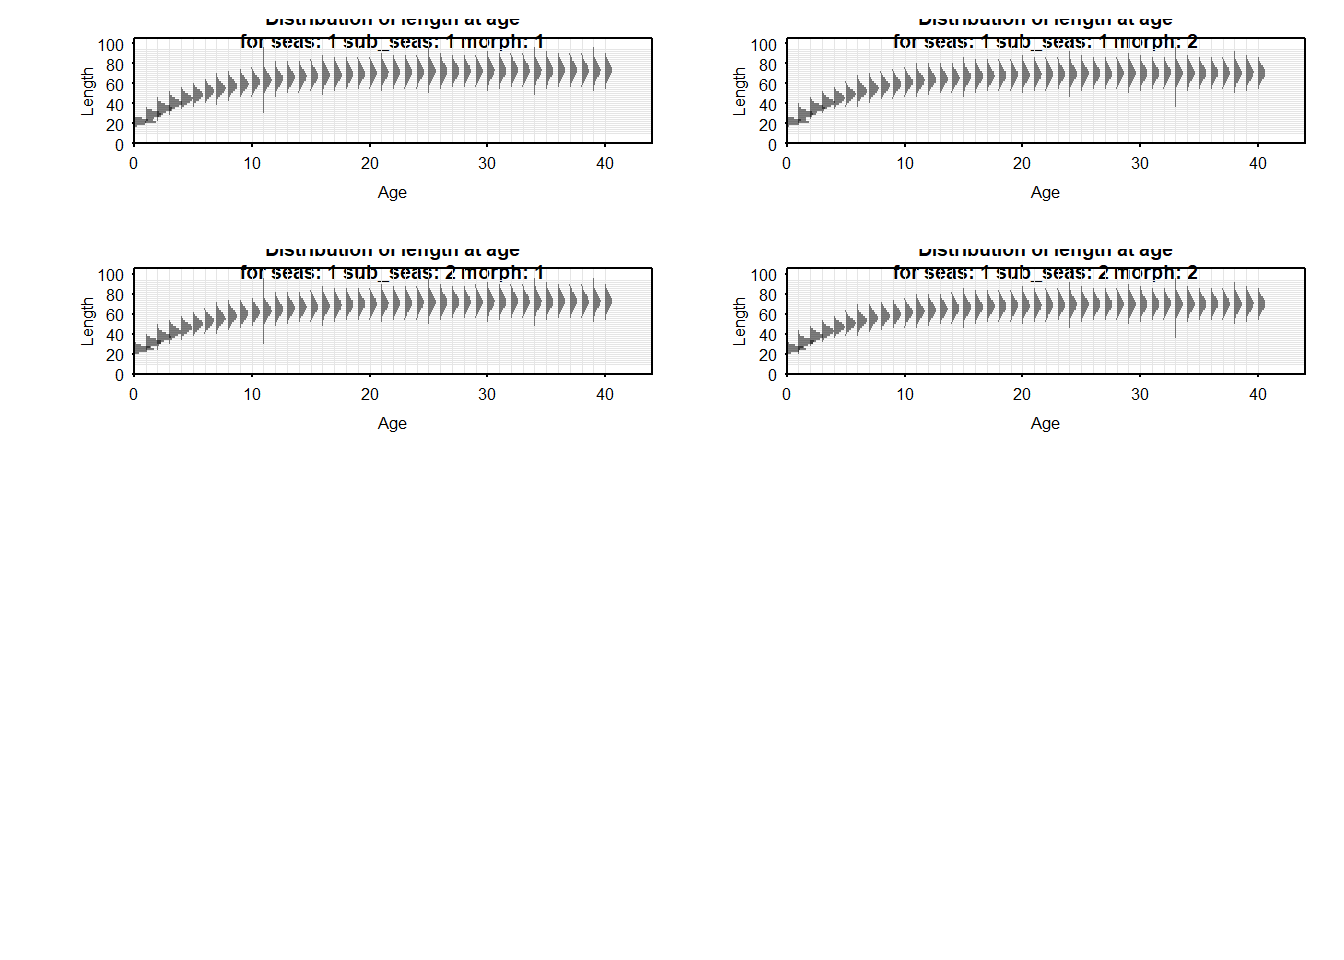 Distribution of length at age
for seas: 1 sub_seas: 1 morph: 1
Length
100
80
60
40
20
0
0 10 20 30 40
Age
Distribution of length at age
for seas: 1 sub_seas: 1 morph: 2
Length
100
80
60
40
20
0
0 10 20 30 40
Age
Distribution of length at age
for seas: 1 sub_seas: 2 morph: 1
Length
100
80
60
40
20
0
0 10 20 30 40
Age
Distribution of length at age
for seas: 1 sub_seas: 2 morph: 2
Length
100
80
60
40
20
0
0 10 20 30 40
Age